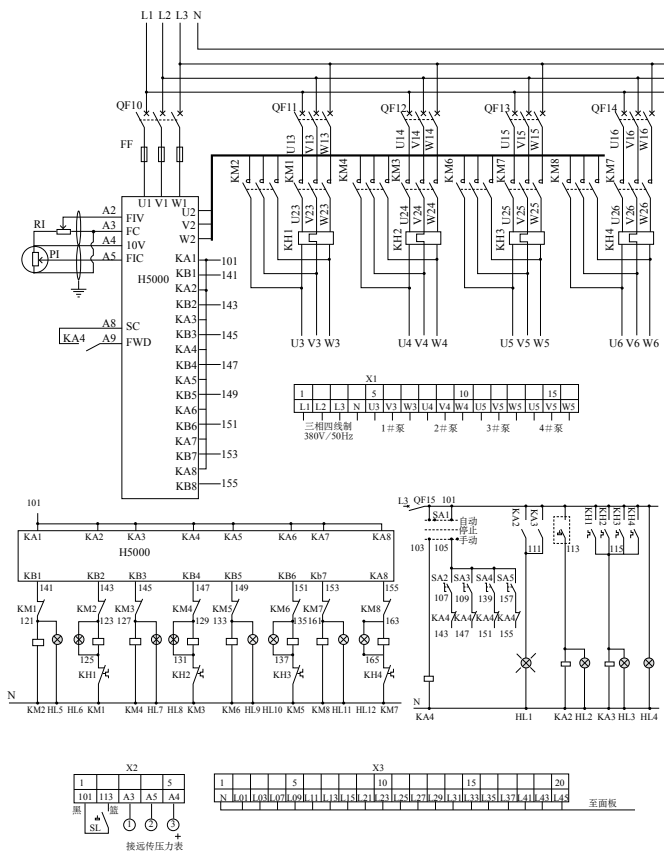 L1 L2 L3 N
QF10 QF11 QF12 QF13 QF14
U13 V13 W13 U14 V14 W14 U15 V15 W15 U16 V16 W16
FF
KM2 KM1 KM4 KM3 KM6 KM7 KM8 KM7
U1 V1 W1
U23 V23 W23 U24 V24 W24 U25 V25 W25 U26 V26 W26
KH1 KH2 KH3 KH4
A2 FIV U2
RI A3 FC V2
A4 10V W2
PI A5 FIC KA1 101
H5000 KB1 141
KA2
KB2 143
KA3
A8 SC KB3 145
KA4 A9 FWD KA4
KB4 147
KA5
KB5 149
KA6
KB6 151
KA7
KB7 153
KA8
KB8 155
U3 V3 W3 U4 V4 W4 U5 V5 W5 U6 V6 W6
X1
1 5 10 15
L1 L2 L3 N U3 V3 W3 U4 V4 W4 U5 V5 W5 U5 V5 W5
三相四线制 1#泵 2#泵 3#泵 4#泵
380V/50Hz
101
KA1 KA2 KA3 KA4 KA5 KA6 KA7 KA8
H5000
KB1 KB2 KB3 KB4 KB5 KB6 Kb7 KA8
141 143 145 147 149 151 153 155
KM1 KM2 KM3 KM4 KM5 KM6 KM7 KM8
121 123 127 129 133 135 161 163
125 131 137 165
KH1 KH2 KH3 KH4
N
KM2 HL5 HL6 KM1 KM4 HL7 HL8 KM3 KM6 HL9 HL10 KM5 KM8 HL11 HL12 KM7
L3 QF15 101
SA1 自动
停止
手动
103 105
KA2 KA3 KH1 KH2 KH3 KH4
111 113 115
SA2 SA3 SA4 SA5
107 109 139 157
KA4 KA4 KA4 KA4
143 147 151 155
N
KA4 HL1 KA2 HL2 KA3 HL3 HL4
X2
1 5
101 113 A3 A5 A4
黑 篮
SL 1 2 3
+
接远传压力表
X3
1 5 10 15 20
N L01 L03 L07 L09 L11 L13 L15 L21 L23 L25 L27 L29 L31 L33 L35 L37 L41 L43 L45
至面板